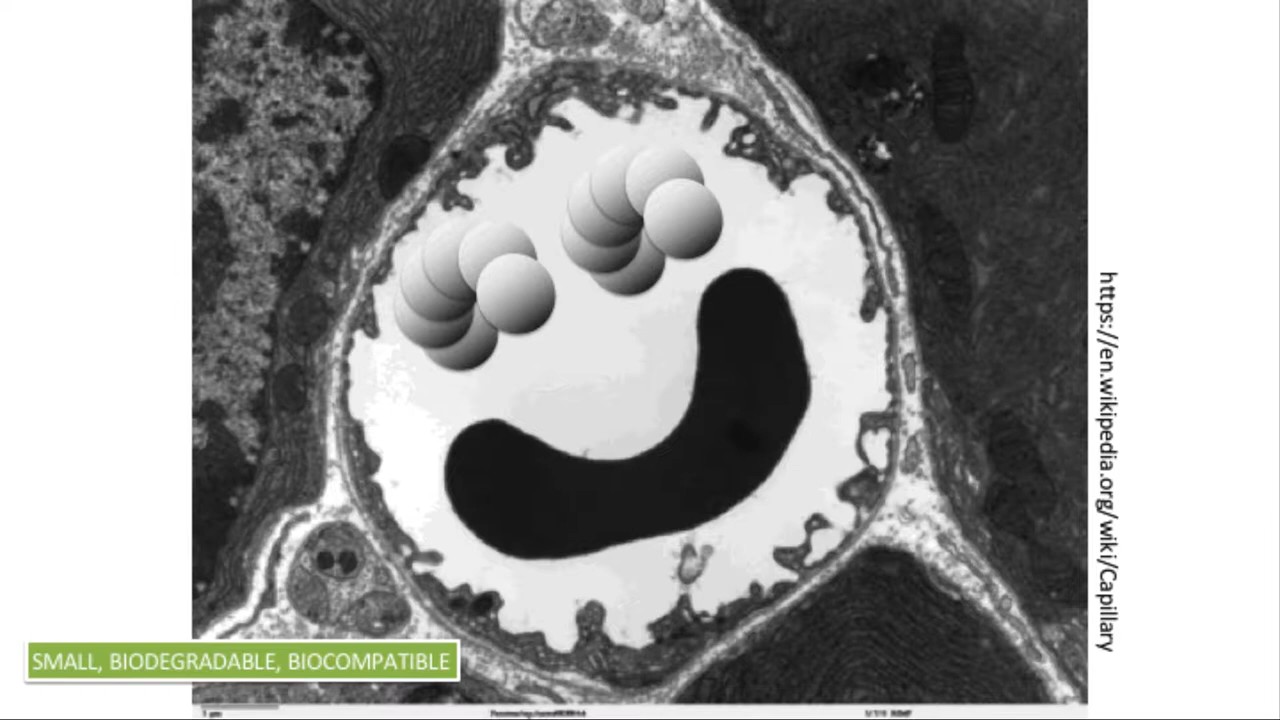 https://en.wikipedia.org/wiki/Capillary
SMALL, BIODEGRADABLE, BIOCOMPATIBLE